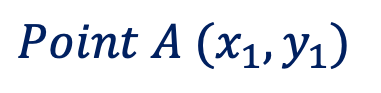 Point A (x₁, y₁)